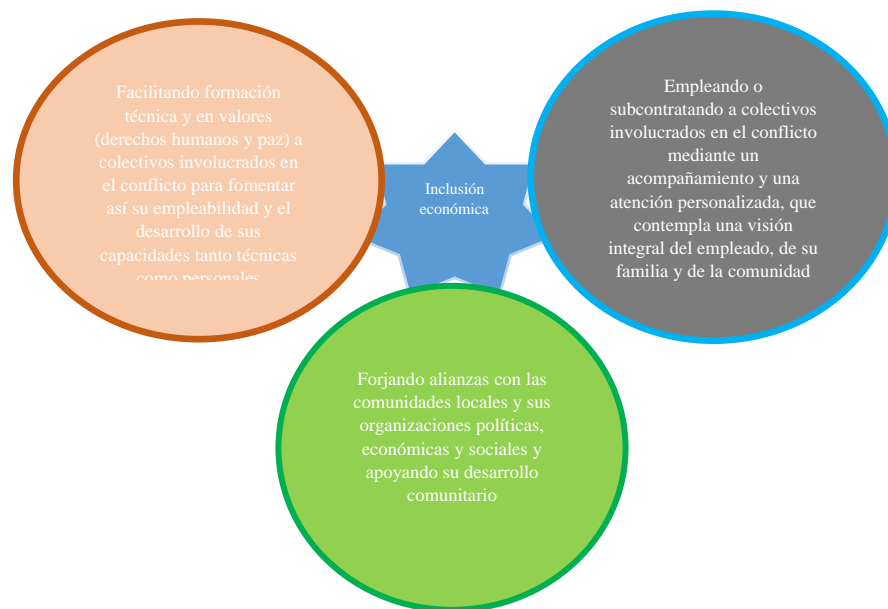 Facilitando formación
técnica y en valores
(derechos humanos y paz) a
colectivos involucrados en
el conflicto para fomentar
así su empleabilidad y el
desarrollo de sus
capacidades tanto técnicas
como personales
Inclusión
económica
Empleando o
subcontratando a colectivos
involucrados en el conflicto
mediante un
acompañamiento y una
atención personalizada, que
contempla una visión
integral del empleado, de su
familia y de la comunidad
Forjando alianzas con las
comunidades locales y sus
organizaciones políticas,
económicas y sociales y
apoyando su desarrollo
comunitario